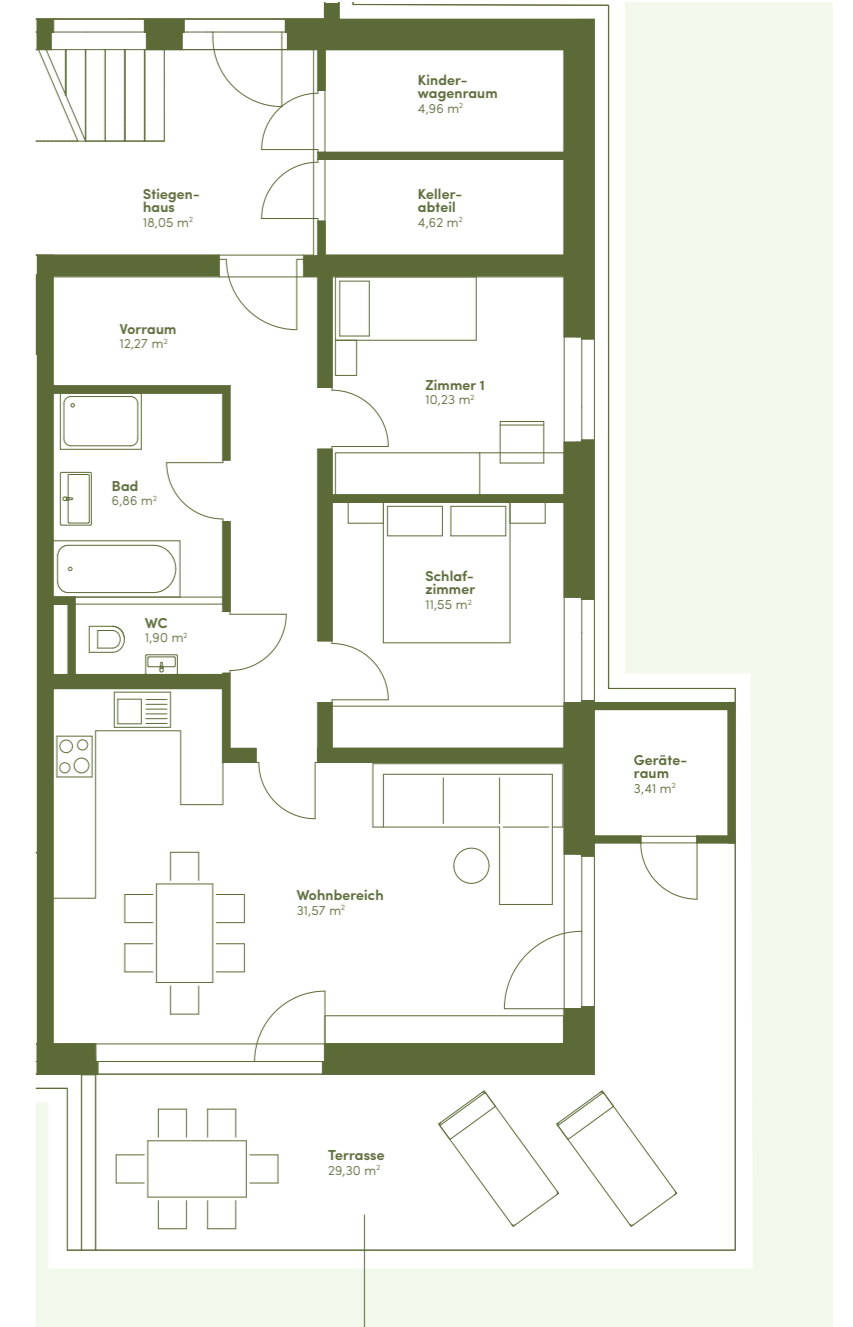 Kinder-
wagenraum
4,96 m²
Stiegen-
haus
18,05 m²
Keller-
abteil
4,62 m²
Vorraum
12,27 m²
Zimmer 1
10,23 m²
Bad
6,86 m²
Schlaf-
zimmer
11,55 m²
WC
1,90 m²
Geräte-
raum
3,41 m²
Wohnbereich
31,57 m²
Terrasse
29,30 m²